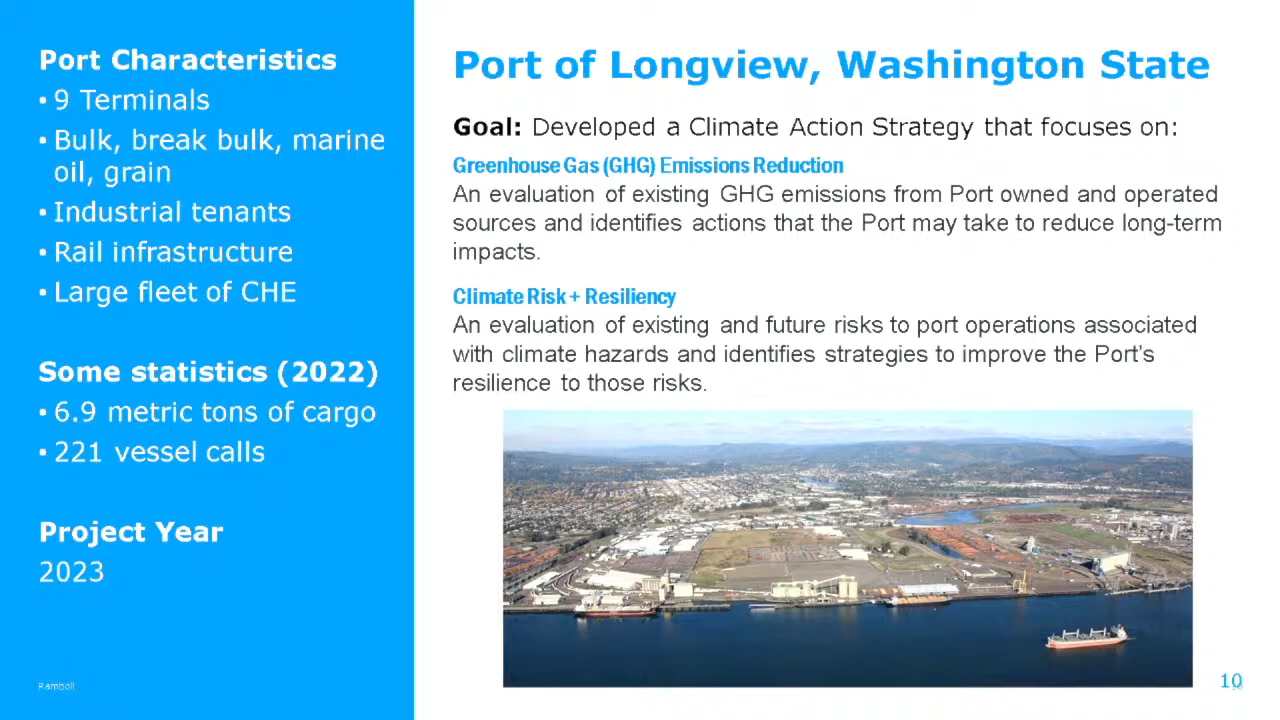 Port Characteristics
• 9 Terminals
• Bulk, break bulk, marine
oil, grain
• Industrial tenants
• Rail infrastructure
• Large fleet of CHE
Some statistics (2022)
• 6.9 metric tons of cargo
• 221 vessel calls
Project Year
2023
Ramboll
Port of Longview, Washington State
Goal: Developed a Climate Action Strategy that focuses on:
Greenhouse Gas (GHG) Emissions Reduction
An evaluation of existing GHG emissions from Port owned and operated
sources and identifies actions that the Port may take to reduce long-term
impacts.
Climate Risk + Resiliency
An evaluation of existing and future risks to port operations associated
with climate hazards and identifies strategies to improve the Port's
resilience to those risks.
10